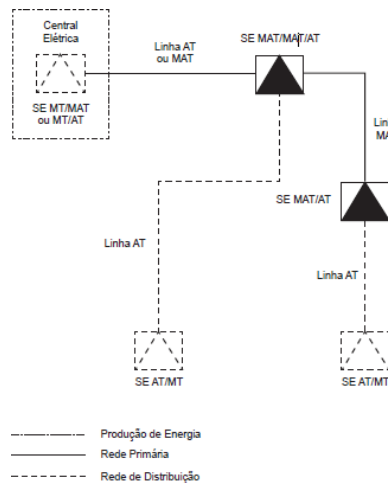 Central
Elétrica
Linha AT
ou MAT
SE MAT/MAT/AT
SE MT/MAT
ou MT/AT
SE MAT/AT
Linha AT
Linha AT
SE AT/MT
SE AT/MT
Produção de Energia
Rede Primária
Rede de Distribuição